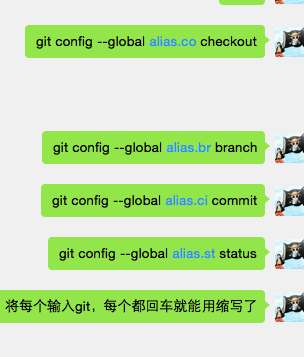 git config --global alias.co checkout
git config --global alias.br branch
git config --global alias.ci commit
git config --global alias.st status
将每个输入git，每个都回车就能用缩写了